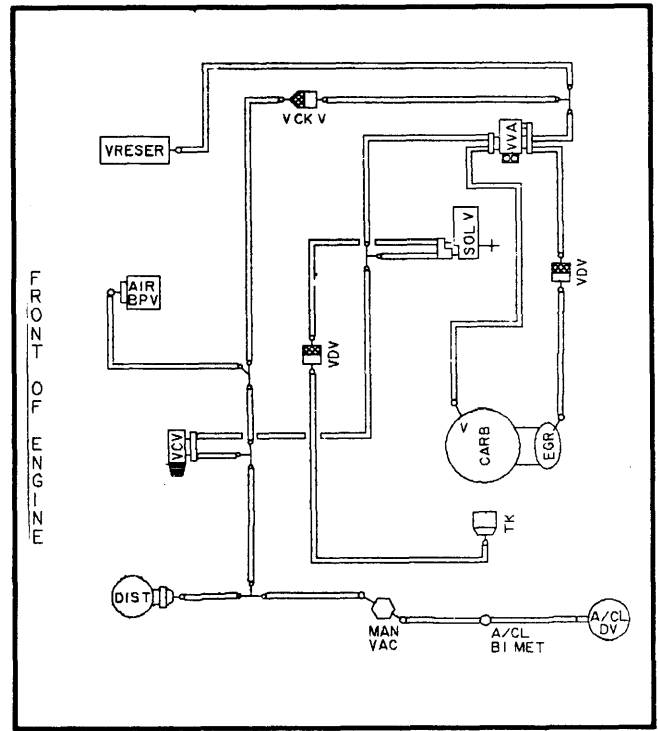 V CK V
VRESER
VVA
SOL V
VDV
AIR
BPV
VDV
FRONT OF ENGINE
VCV
V
CARB
EGR
TK
DIST
MAN
VAC
A/CL
BI MET
A/CL
DV